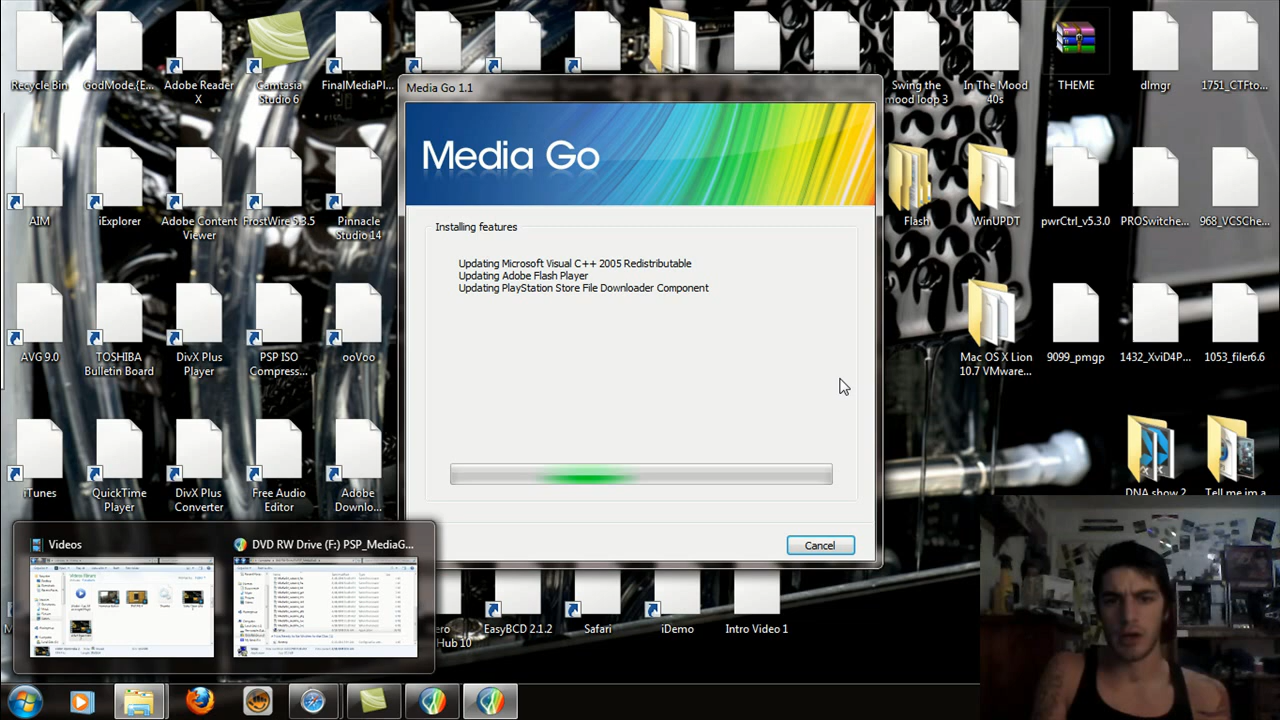 Recycle Bin
GodMode.{E...
Adobe Reader
X
Camtasia
Studio 6
FinalMediaPl...
Swing the
mood loop 3
In The Mood
40s
THEME
dlmgr
1751_CTFto...
Media Go 1.1
Media Go
Installing features
Updating Microsoft Visual C++ 2005 Redistributable
Updating Adobe Flash Player
Updating PlayStation Store File Downloader Component
Cancel
AIM
iExplorer
Adobe Content
Viewer
FrostWire 5.3.5
Pinnacle
Studio 14
Flash
WinUPDT
pwrCtrl_v5.3.0
PROSwitche...
968_VCSChe...
AVG 9.0
TOSHIBA
Bulletin Board
DivX Plus
Player
PSP ISO
Compress...
ooVoo
Mac OS X Lion
10.7 VMware...
9099_pmgp
1432_XviD4P...
1053_filer6.6
iTunes
QuickTime
Player
DivX Plus
Converter
Free Audio
Editor
Adobe
Downlo...
DNA show 2
Tell me im a
Videos
DVD RW Drive (F:) PSP_MediaG...
Hub 10
EasyBCD 2.1.2
Safari
iDemo
Intro Video 1